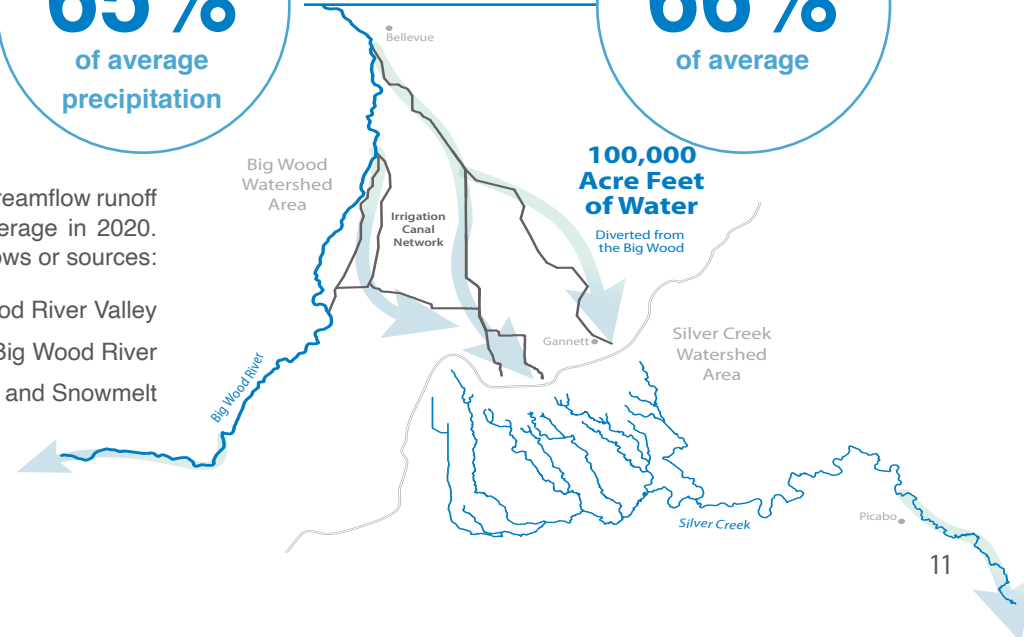 65%
of average
precipitation
66%
of average
Bellevue
Big Wood
Watershed
Area
Irrigation
Canal
Network
100,000
Acre Feet
of Water
Diverted from
the Big Wood
reamflow runoff
erage in 2020.
ows or sources:
od River Valley
Big Wood River
and Snowmelt
Big Wood River
Gannett
Silver Creek
Watershed
Area
Silver Creek
Picabo
11